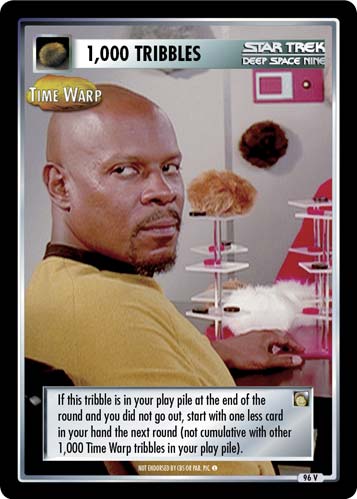 1,000 TRIBBLES
STAR TREK
DEEP SPACE NINE
TIME WARP
If this tribble is in your play pile at the end of the
round and you did not go out, start with one less card
in your hand the next round (not cumulative with other
1,000 Time Warp tribbles in your play pile).
NOT ENDORSED BY CBS OR PAR. PIC.
96 V